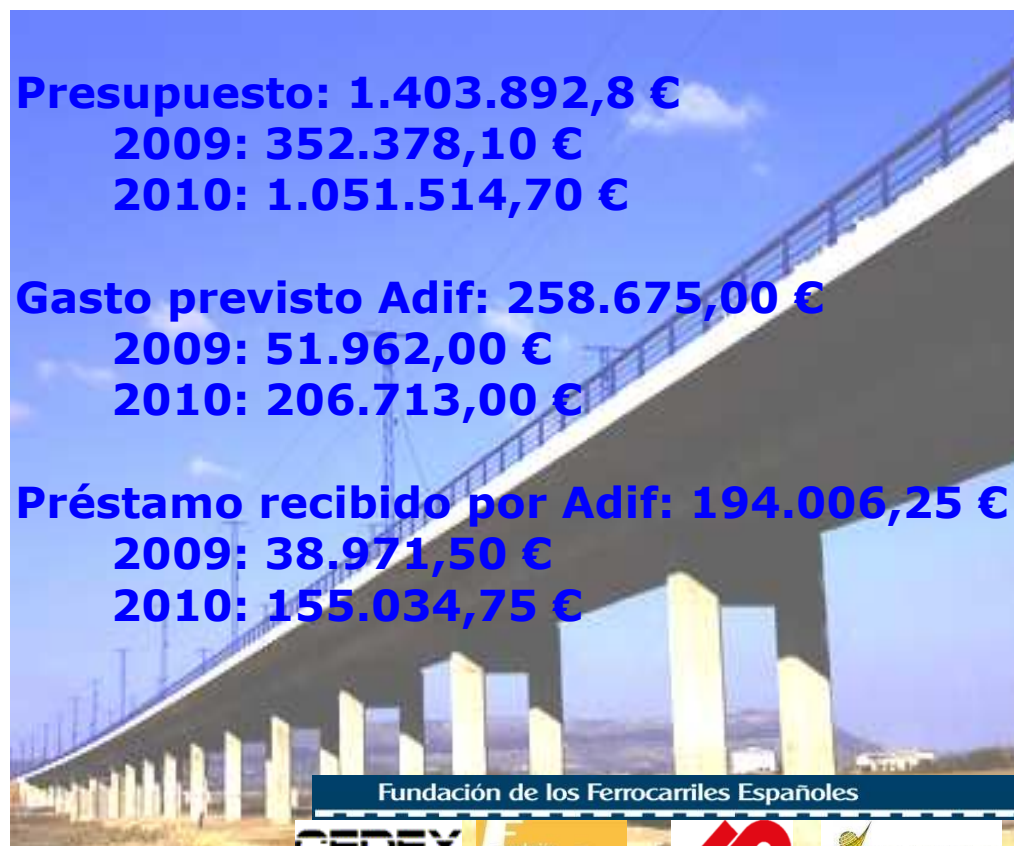 Presupuesto: 1.403.892,8 €
2009: 352.378,10 €
2010: 1.051.514,70 €
Gasto previsto Adif: 258.675,00 €
2009: 51.962,00 €
2010: 206.713,00 €
Préstamo recibido por Adif: 194.006,25 €
2009: 38.971,50 €
2010: 155.034,75 €
Fundación de los Ferrocarriles Españoles
CEDEX